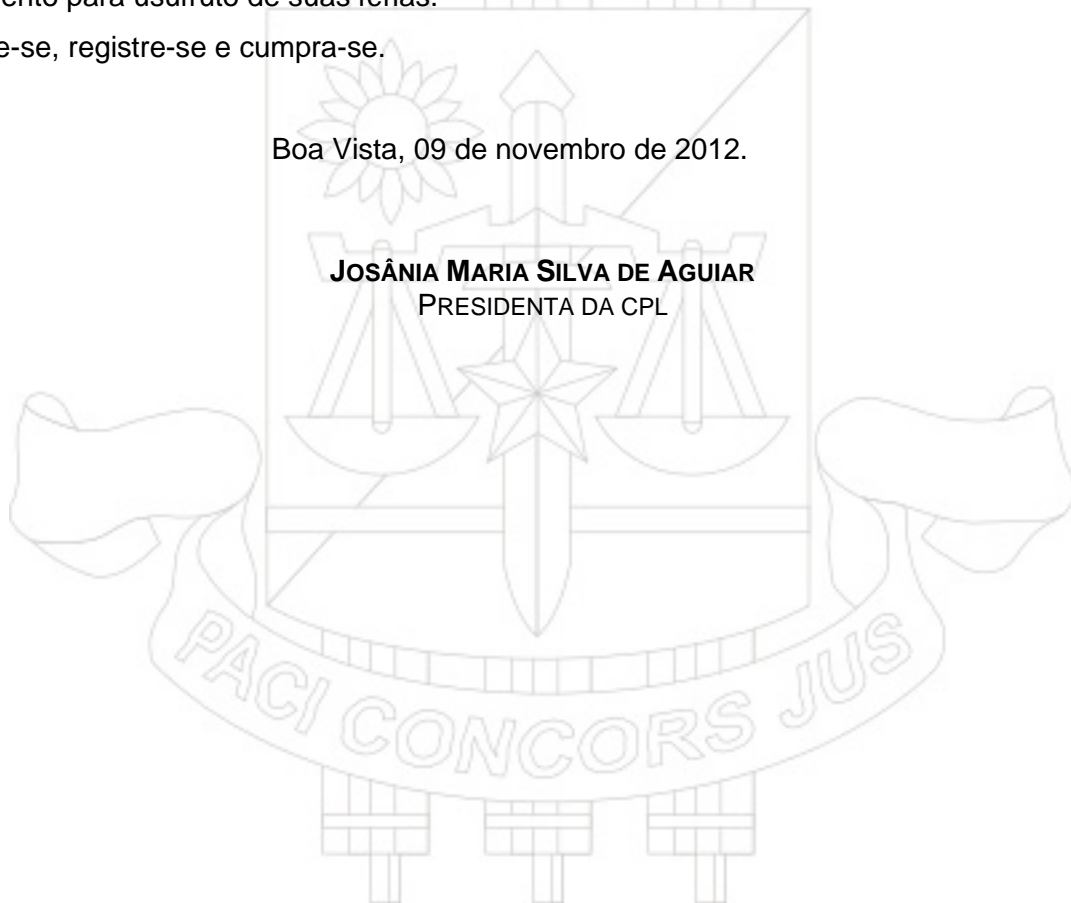 ento para usufruto de suas férias.
e-se, registre-se e cumpra-se.
Boa Vista, 09 de novembro de 2012.
JOSÂNIA MARIA SILVA DE AGUIAR
PRESIDENTA DA CPL
PACI CONCORS JUS